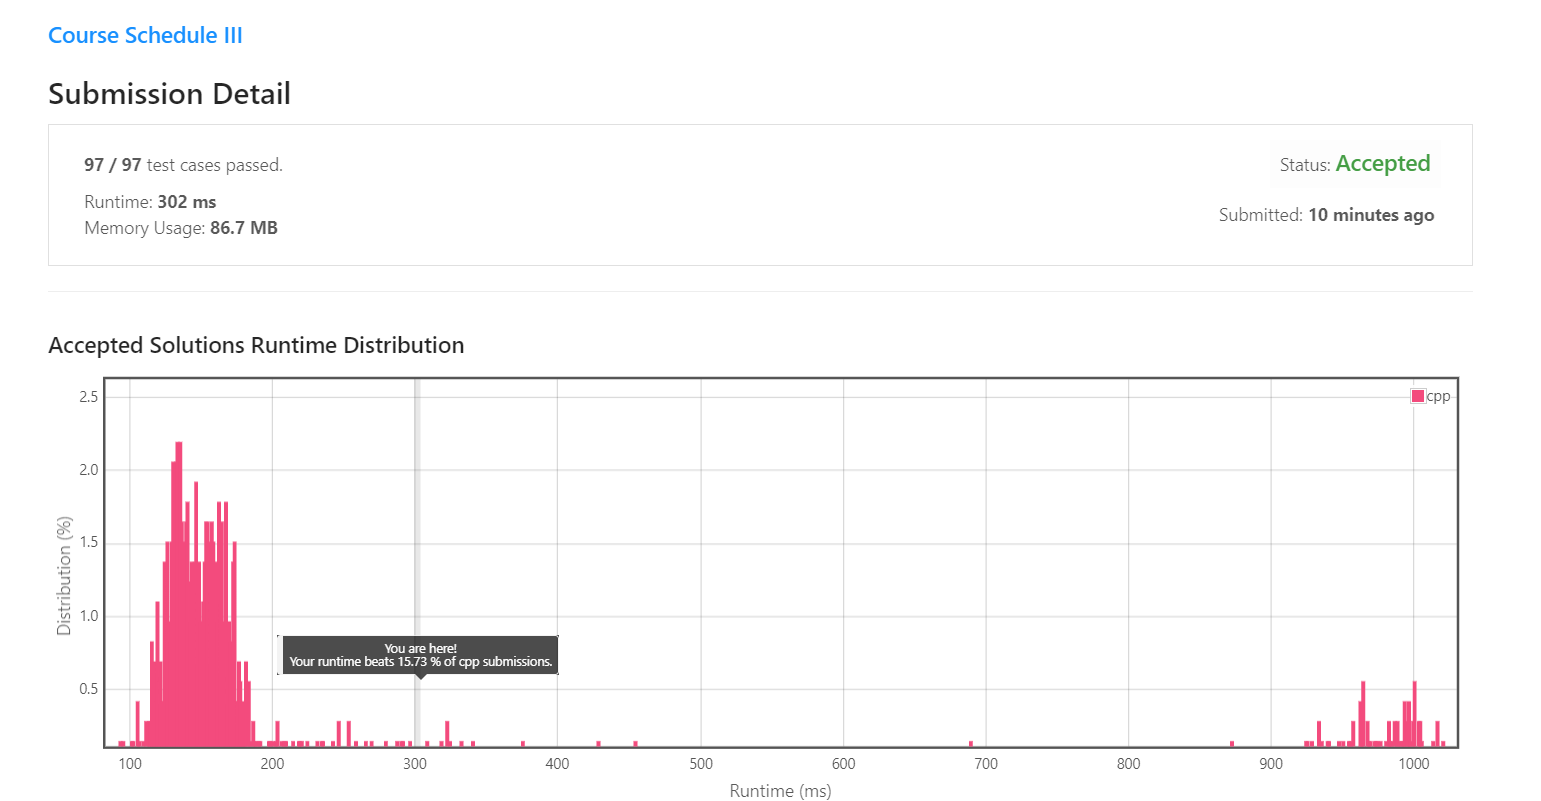 Course Schedule III
Submission Detail
97 / 97 test cases passed.
Status: Accepted
Runtime: 302 ms
Submitted: 10 minutes ago
Memory Usage: 86.7 MB
Accepted Solutions Runtime Distribution
cpp
2.5
2.0
1.5
1.0
0.5
Distribution (%)
You are here!
Your runtime beats 15.73 % of cpp submissions.
100 200 300 400 500 600 700 800 900 1000
Runtime (ms)